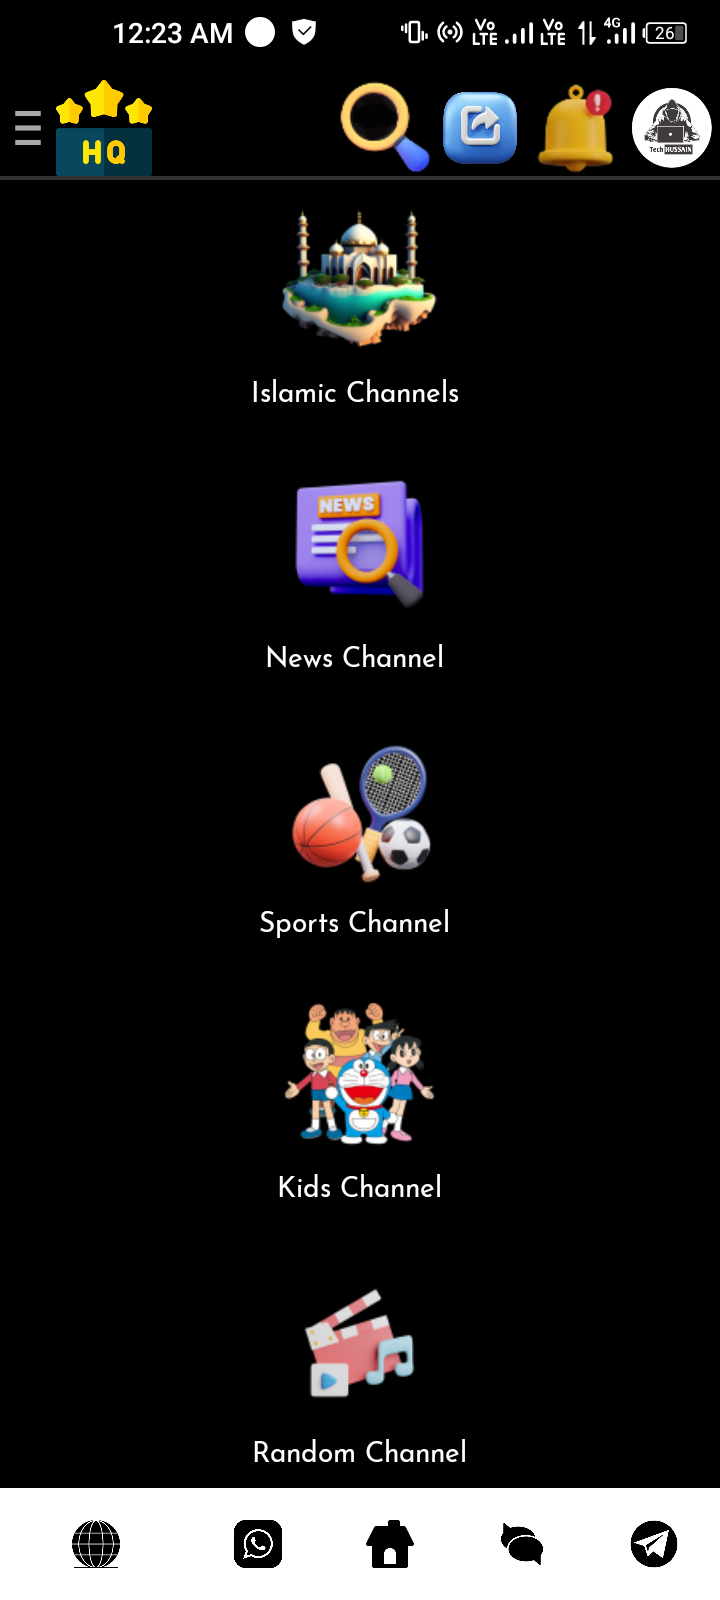 12:23 AM Vo LTE Vo LTE 4G 26
HQ
Tech HUSSAIN
Islamic Channels
NEWS
News Channel
Sports Channel
Kids Channel
Random Channel